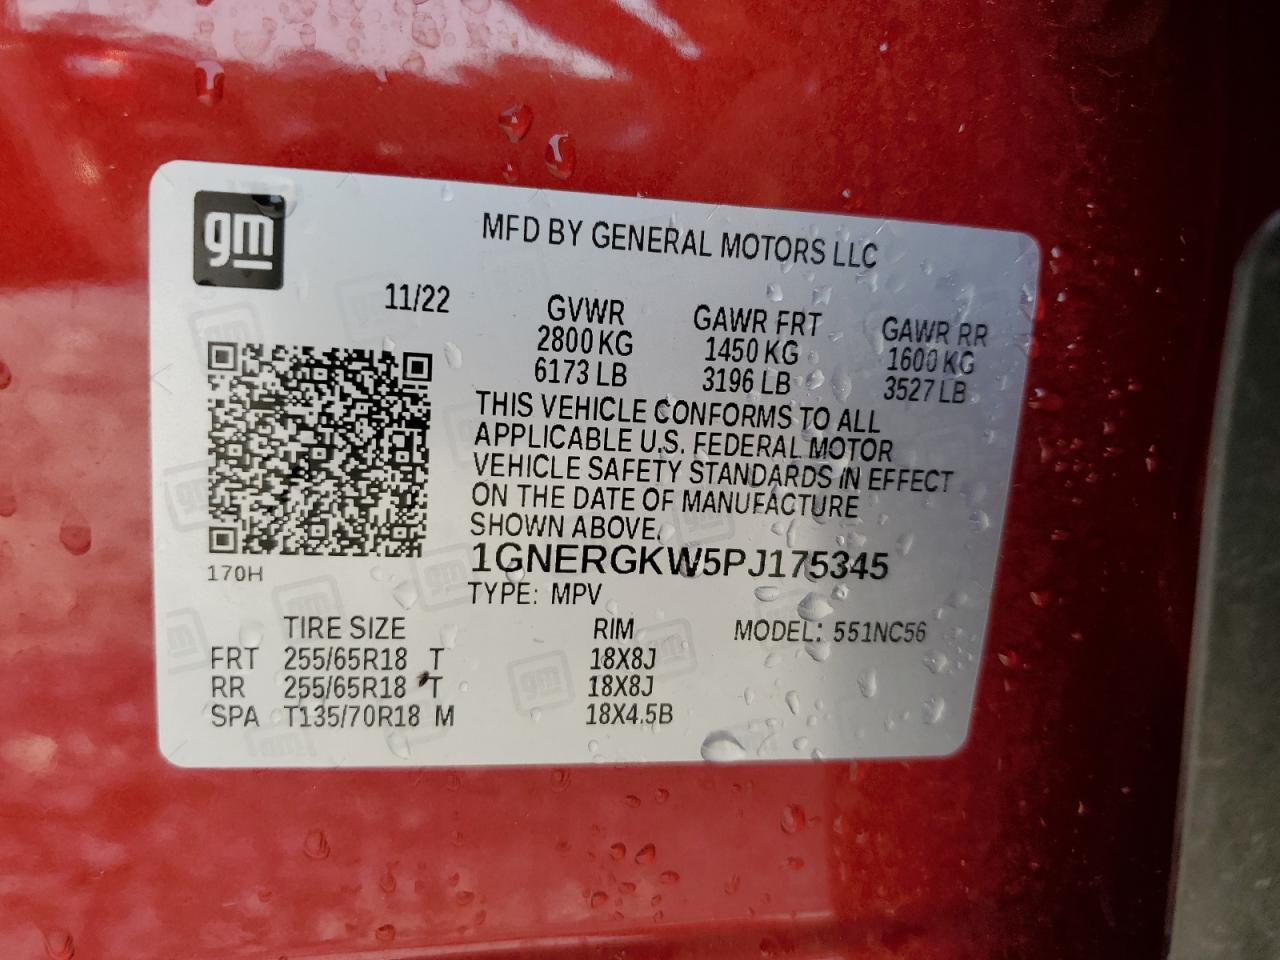 gm
MFD BY GENERAL MOTORS LLC
11/22
GVWR GAWR FRT GAWR RR
2800 KG 1450 KG 1600 KG
6173 LB 3196 LB 3527 LB
THIS VEHICLE CONFORMS TO ALL
APPLICABLE U.S. FEDERAL MOTOR
VEHICLE SAFETY STANDARDS IN EFFECT
ON THE DATE OF MANUFACTURE
SHOWN ABOVE.
1GNERGKW5PJ175345
170H
TYPE: MPV
TIRE SIZE RIM MODEL: 551NC56
FRT 255/65R18 T 18X8J
RR 255/65R18 T 18X8J
SPA T135/70R18 M 18X4.5B